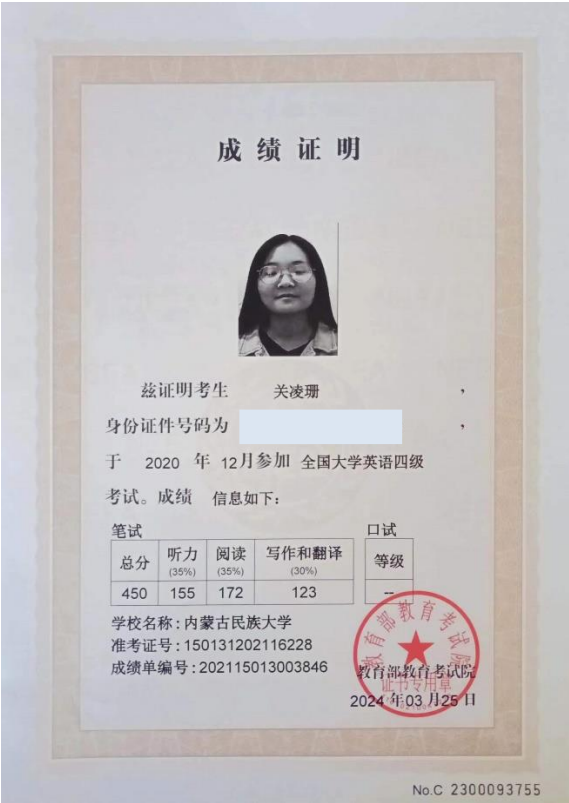 成绩证明
兹证明考生 关凌珊 ，
身份证件号码为 ，
于 2020 年 12月参加 全国大学英语四级
考试。成绩 信息如下：
笔试 口试
总分 听力 (35%) 阅读 (35%) 写作和翻译 (30%) 等级
450 155 172 123 --
学校名称：内蒙古民族大学
准考证号：150131202116228
成绩单编号：202115013003846
教育部教育考试院
证书专用章
教育部教育考试院
2024 年 03 月 25 日
No.C 2300093755